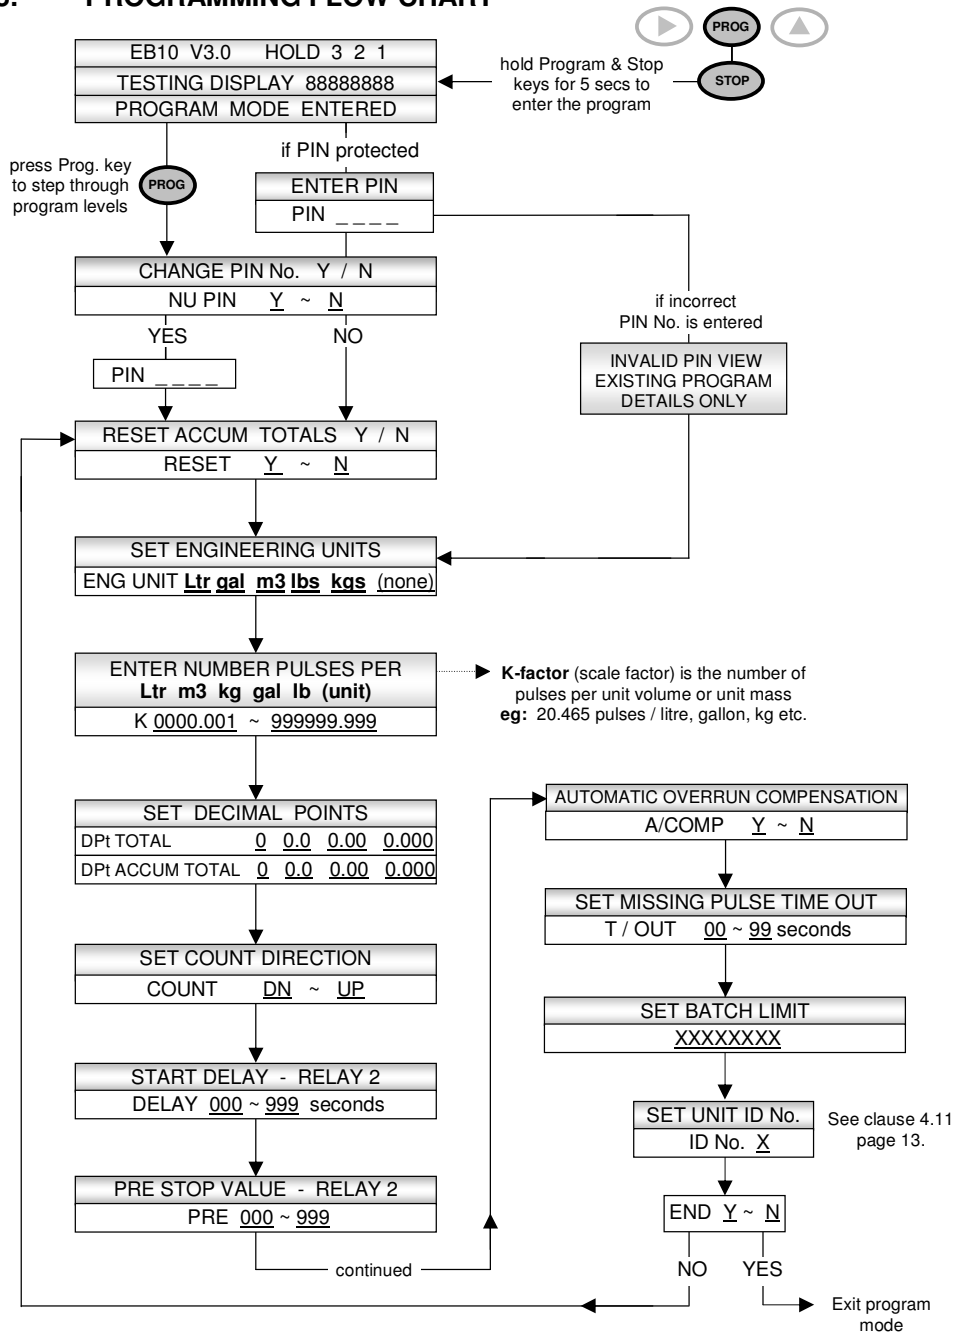 PROGRAMMING FLOW CHART
PROG
STOP
hold Program & Stop
keys for 5 secs to
enter the program
EB10 V3.0 HOLD 3 2 1
TESTING DISPLAY 88888888
PROGRAM MODE ENTERED
press Prog. key
to step through
program levels
PROG
if PIN protected
ENTER PIN
PIN _ _ _ _
CHANGE PIN No. Y / N
NU PIN Y ~ N
YES
NO
PIN _ _ _ _
if incorrect
PIN No. is entered
INVALID PIN VIEW
EXISTING PROGRAM
DETAILS ONLY
RESET ACCUM TOTALS Y / N
RESET Y ~ N
SET ENGINEERING UNITS
ENG UNIT Ltr gal m3 lbs kgs (none)
ENTER NUMBER PULSES PER
Ltr m3 kg gal lb (unit)
K 0000.001 ~ 999999.999
K-factor (scale factor) is the number of
pulses per unit volume or unit mass
eg: 20.465 pulses / litre, gallon, kg etc.
SET DECIMAL POINTS
DPt TOTAL 0 0.0 0.00 0.000
DPt ACCUM TOTAL 0 0.0 0.00 0.000
SET COUNT DIRECTION
COUNT DN ~ UP
START DELAY - RELAY 2
DELAY 000 ~ 999 seconds
PRE STOP VALUE - RELAY 2
PRE 000 ~ 999
continued
AUTOMATIC OVERRUN COMPENSATION
A/COMP Y ~ N
SET MISSING PULSE TIME OUT
T / OUT 00 ~ 99 seconds
SET BATCH LIMIT
XXXXXXXX
SET UNIT ID No.
ID No. X
See clause 4.11
page 13.
END Y ~ N
NO
YES
Exit program
mode